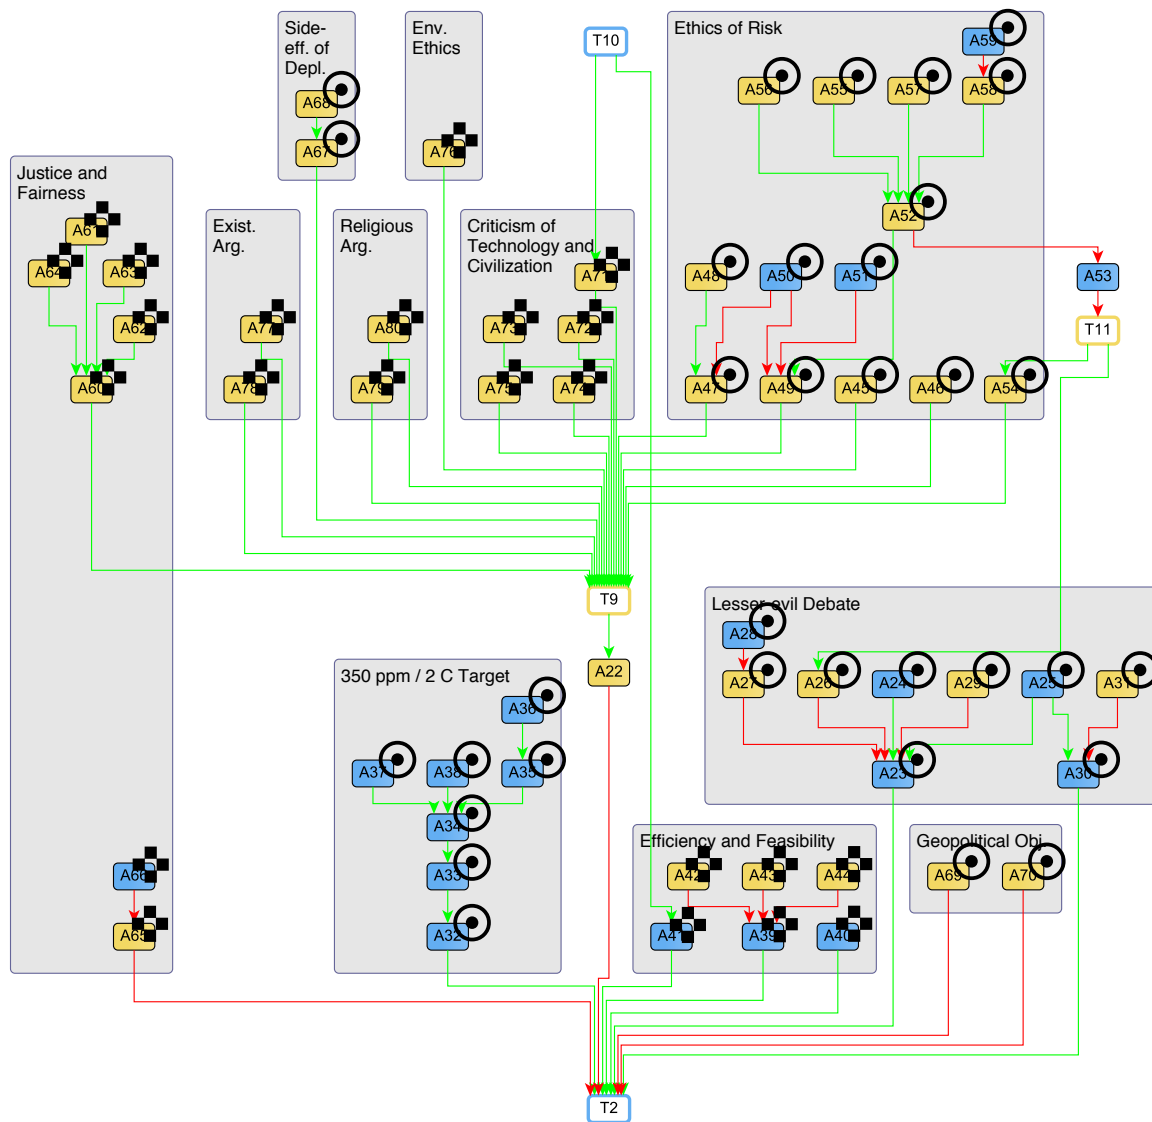 Side-
eff. of
Depl.
A68
A67
Env.
Ethics
A76
T10
Ethics of Risk
A59
A56
A55
A57
A58
A52
A48
A50
A51
A53
T11
A47
A49
A45
A46
A54
Justice and
Fairness
A61
A64
A63
A62
A60
A66
A65
Exist.
Arg.
A77
A78
Religious
Arg.
A80
A79
Criticism of
Technology and
Civilization
A71
A73
A72
A75
A74
T9
A22
350 ppm / 2 C Target
A36
A37
A38
A35
A34
A33
A32
Lesser-evil Debate
A28
A27
A26
A24
A29
A25
A31
A23
A30
Efficiency and Feasibility
A42
A43
A44
A41
A39
A40
Geopolitical Obj.
A69
A70
T2